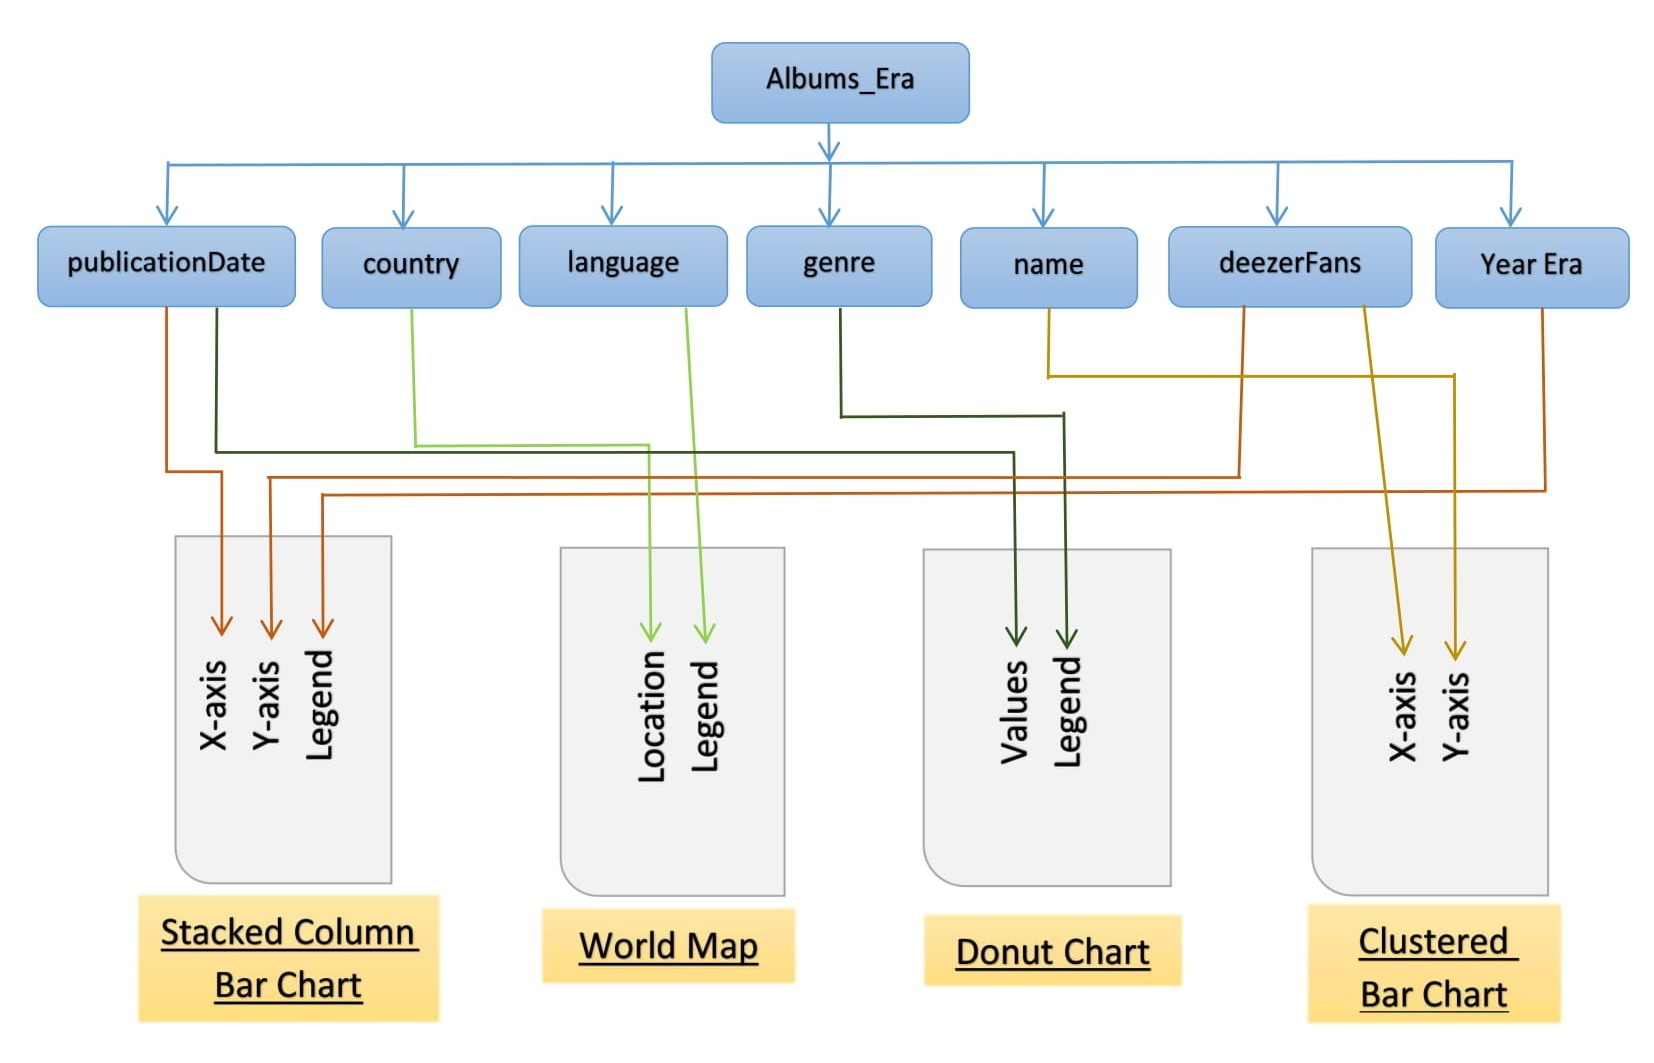 Albums_Era
publicationDate
country
language
genre
name
deezerFans
Year Era
X-axis
Y-axis
Legend
Location
Legend
Values
Legend
X-axis
Y-axis
Stacked Column
Bar Chart
World Map
Donut Chart
Clustered
Bar Chart